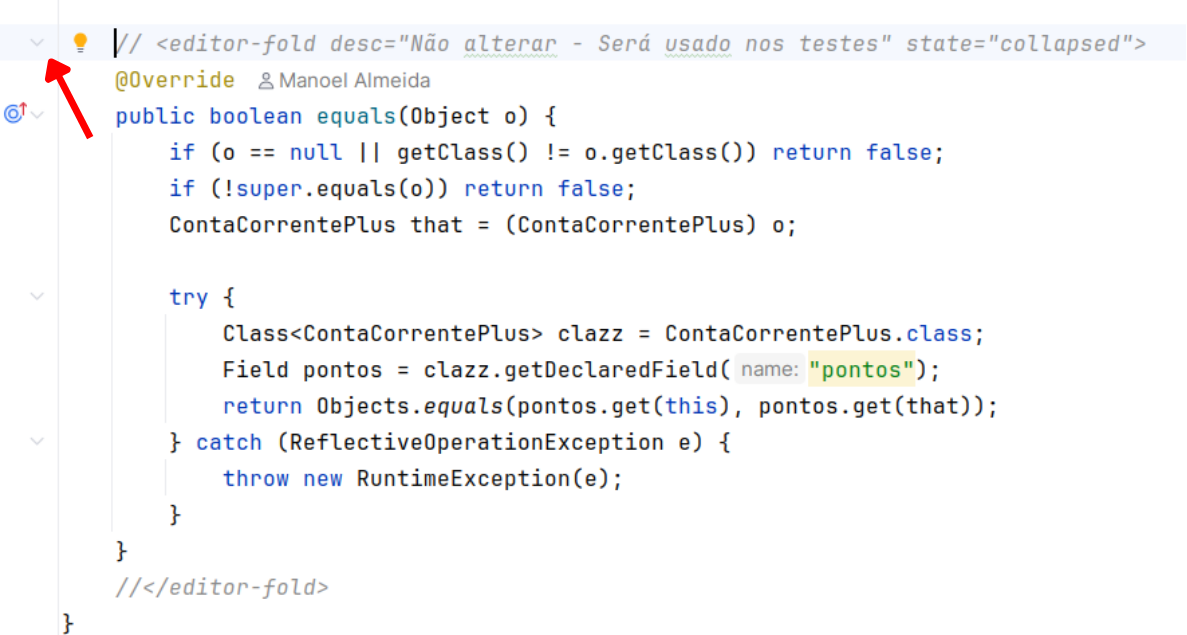 // <editor-fold desc="Não alterar - Será usado nos testes" state="collapsed">
@Override Manoel Almeida
public boolean equals(Object o) {
if (o == null || getClass() != o.getClass()) return false;
if (!super.equals(o)) return false;
ContaCorrentePlus that = (ContaCorrentePlus) o;
try {
Class<ContaCorrentePlus> clazz = ContaCorrentePlus.class;
Field pontos = clazz.getDeclaredField( name: "pontos");
return Objects.equals(pontos.get(this), pontos.get(that));
} catch (ReflectiveOperationException e) {
throw new RuntimeException(e);
}
}
//</editor-fold>
}